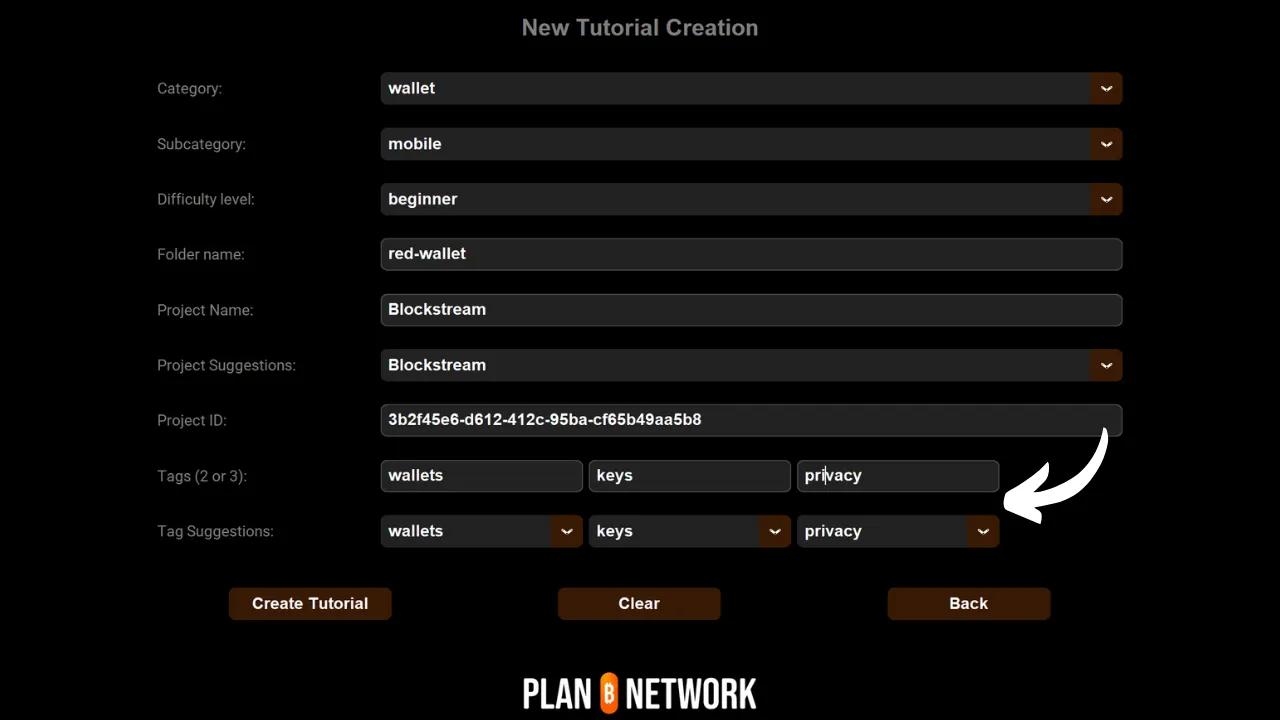 New Tutorial Creation
Category: wallet
Subcategory: mobile
Difficulty level: beginner
Folder name: red-wallet
Project Name: Blockstream
Project Suggestions: Blockstream
Project ID: 3b2f45e6-d612-412c-95ba-cf65b49aa5b8
Tags (2 or 3): wallets keys privacy
Tag Suggestions: wallets keys privacy
Create Tutorial Clear Back
PLAN ₿ NETWORK